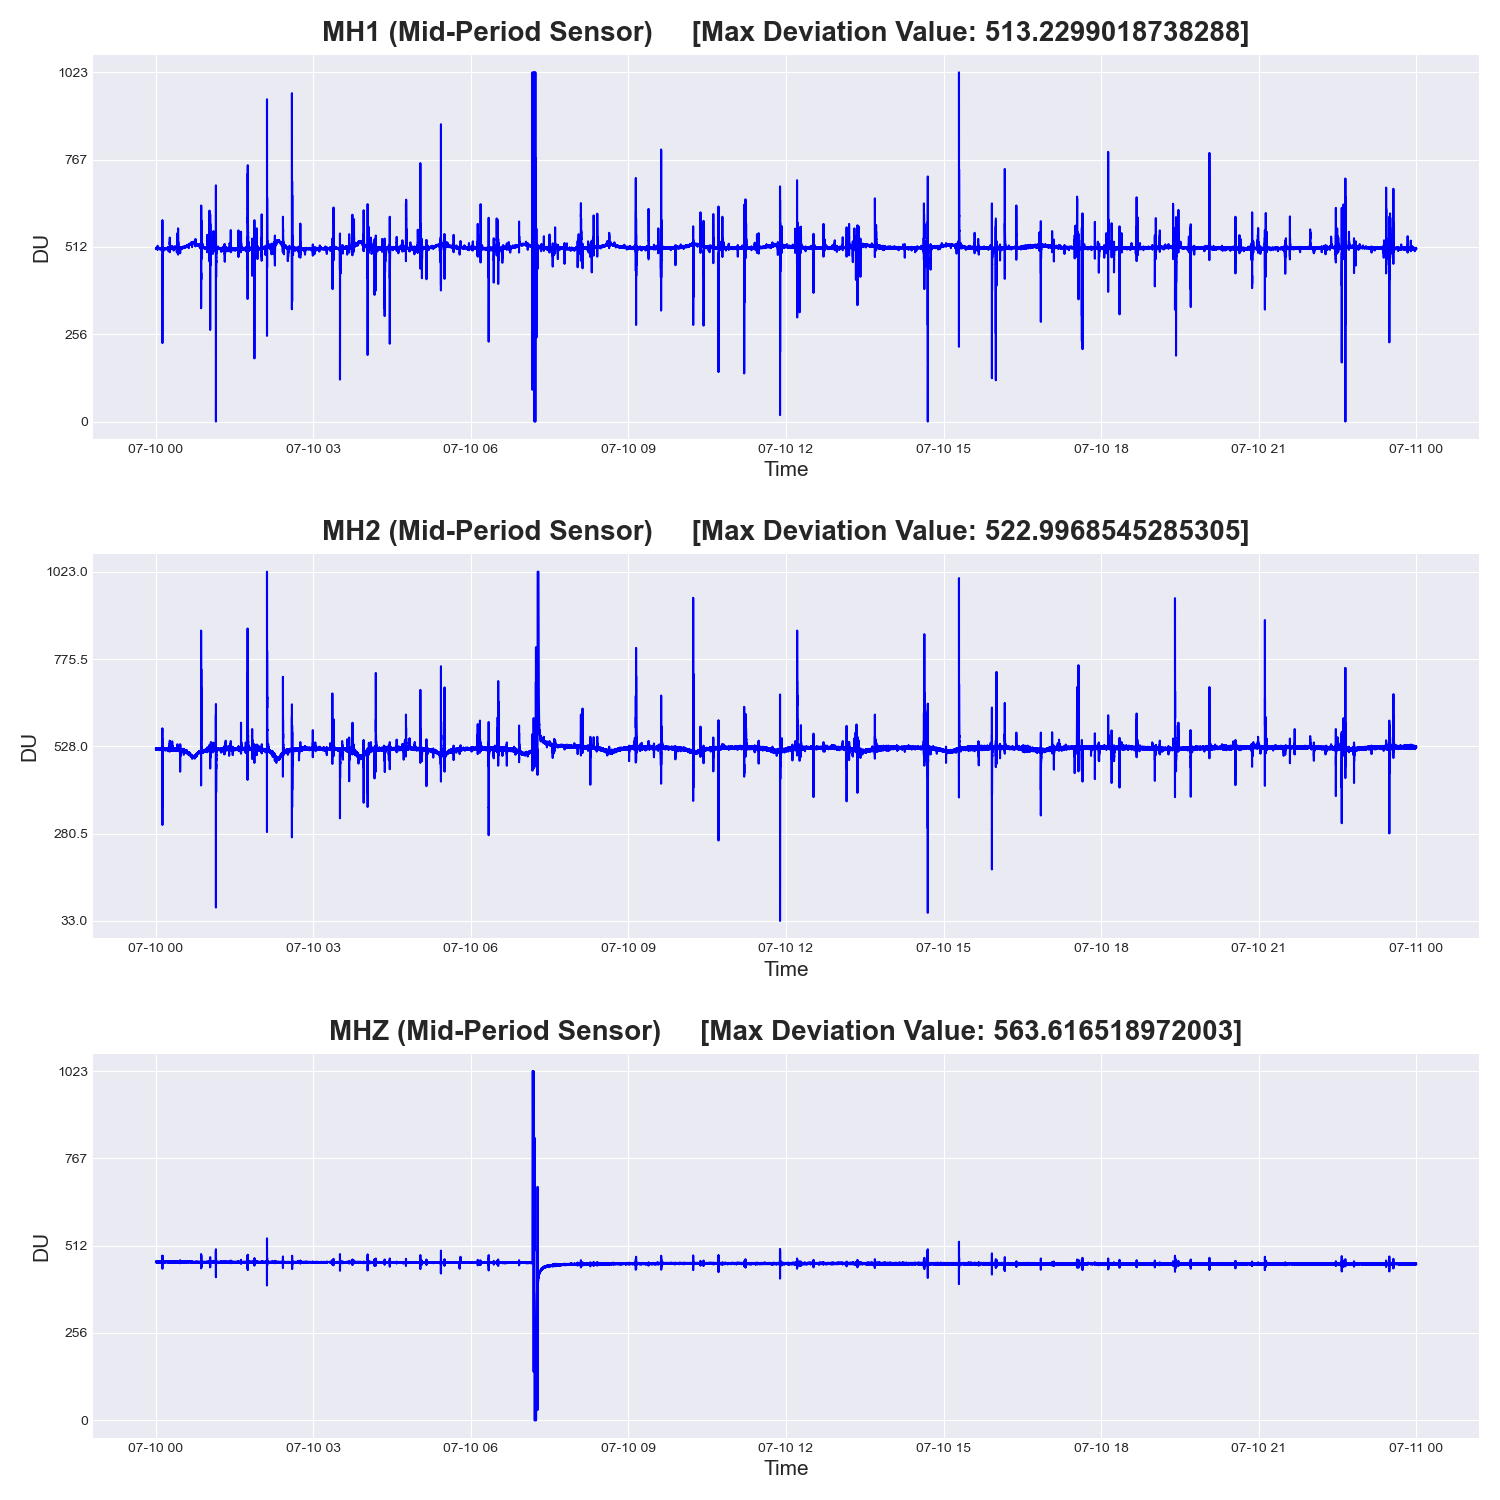 MH1 (Mid-Period Sensor) [Max Deviation Value: 513.2299018738288]
1023
767
512
256
0
DU
07-10 00 07-10 03 07-10 06 07-10 09 07-10 12 07-10 15 07-10 18 07-10 21 07-11 00
Time
MH2 (Mid-Period Sensor) [Max Deviation Value: 522.9968545285305]
1023.0
775.5
528.0
280.5
33.0
DU
07-10 00 07-10 03 07-10 06 07-10 09 07-10 12 07-10 15 07-10 18 07-10 21 07-11 00
Time
MHZ (Mid-Period Sensor) [Max Deviation Value: 563.616518972003]
1023
767
512
256
0
DU
07-10 00 07-10 03 07-10 06 07-10 09 07-10 12 07-10 15 07-10 18 07-10 21 07-11 00
Time